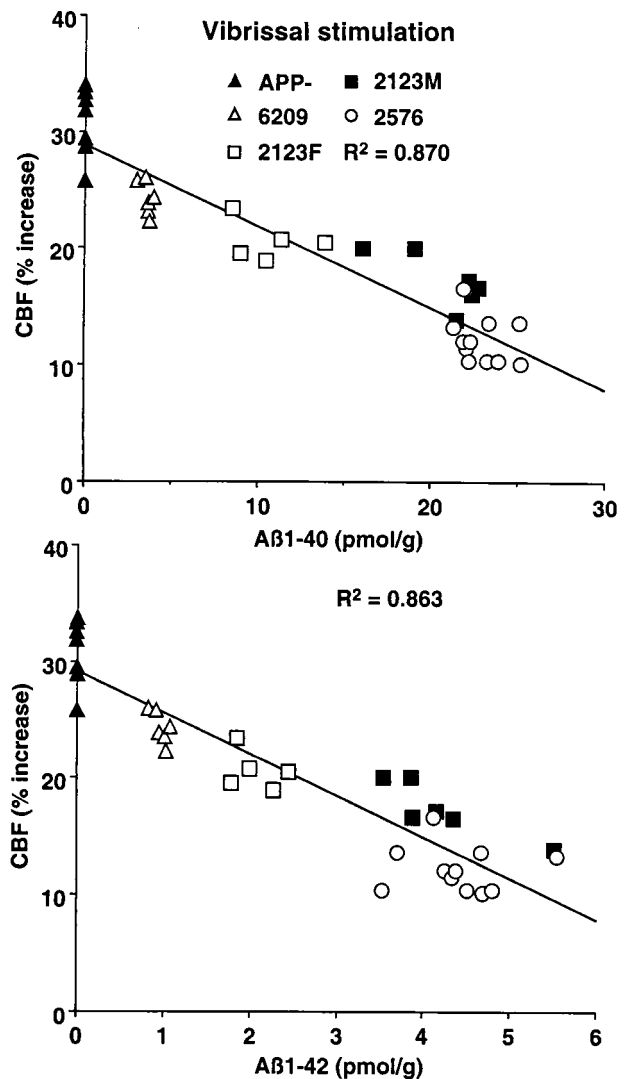 Vibrissal stimulation
▲ APP- ■ 2123M
△ 6209 ○ 2576
□ 2123F R² = 0.870
40
30
20
10
0
CBF (% increase)
0 10 20 30
Aß1-40 (pmol/g)
R² = 0.863
40
30
20
10
0
CBF (% increase)
0 1 2 3 4 5 6
Aß1-42 (pmol/g)